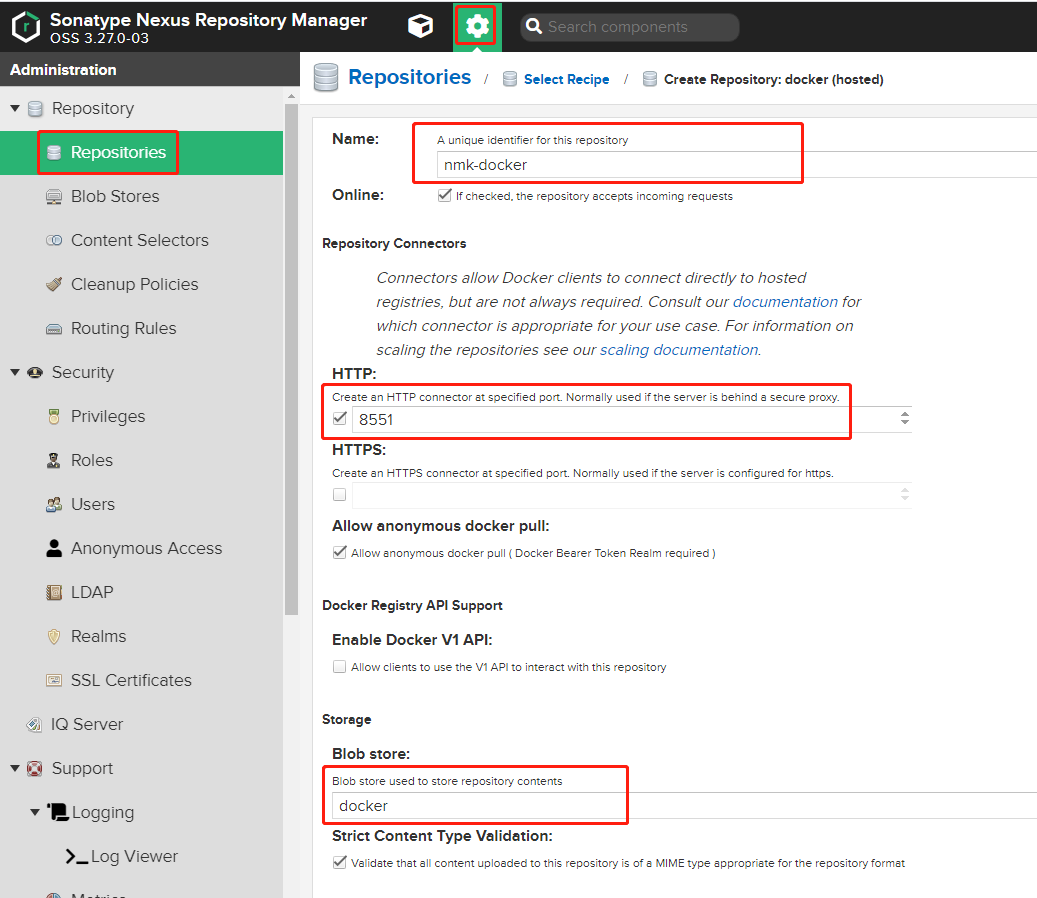 Sonatype Nexus Repository Manager
OSS 3.27.0-03
Search components
Administration
Repository
Repositories
Blob Stores
Content Selectors
Cleanup Policies
Routing Rules
Security
Privileges
Roles
Users
Anonymous Access
LDAP
Realms
SSL Certificates
IQ Server
Support
Logging
Log Viewer
Metrics
Repositories / Select Recipe / Create Repository: docker (hosted)
Name:
A unique identifier for this repository
nmk-docker
Online:
If checked, the repository accepts incoming requests
Repository Connectors
Connectors allow Docker clients to connect directly to hosted
registries, but are not always required. Consult our documentation for
which connector is appropriate for your use case. For information on
scaling the repositories see our scaling documentation.
HTTP:
Create an HTTP connector at specified port. Normally used if the server is behind a secure proxy.
8551
HTTPS:
Create an HTTPS connector at specified port. Normally used if the server is configured for https.
Allow anonymous docker pull:
Allow anonymous docker pull ( Docker Bearer Token Realm required )
Docker Registry API Support
Enable Docker V1 API:
Allow clients to use the V1 API to interact with this repository
Storage
Blob store:
Blob store used to store repository contents
docker
Strict Content Type Validation:
Validate that all content uploaded to this repository is of a MIME type appropriate for the repository format